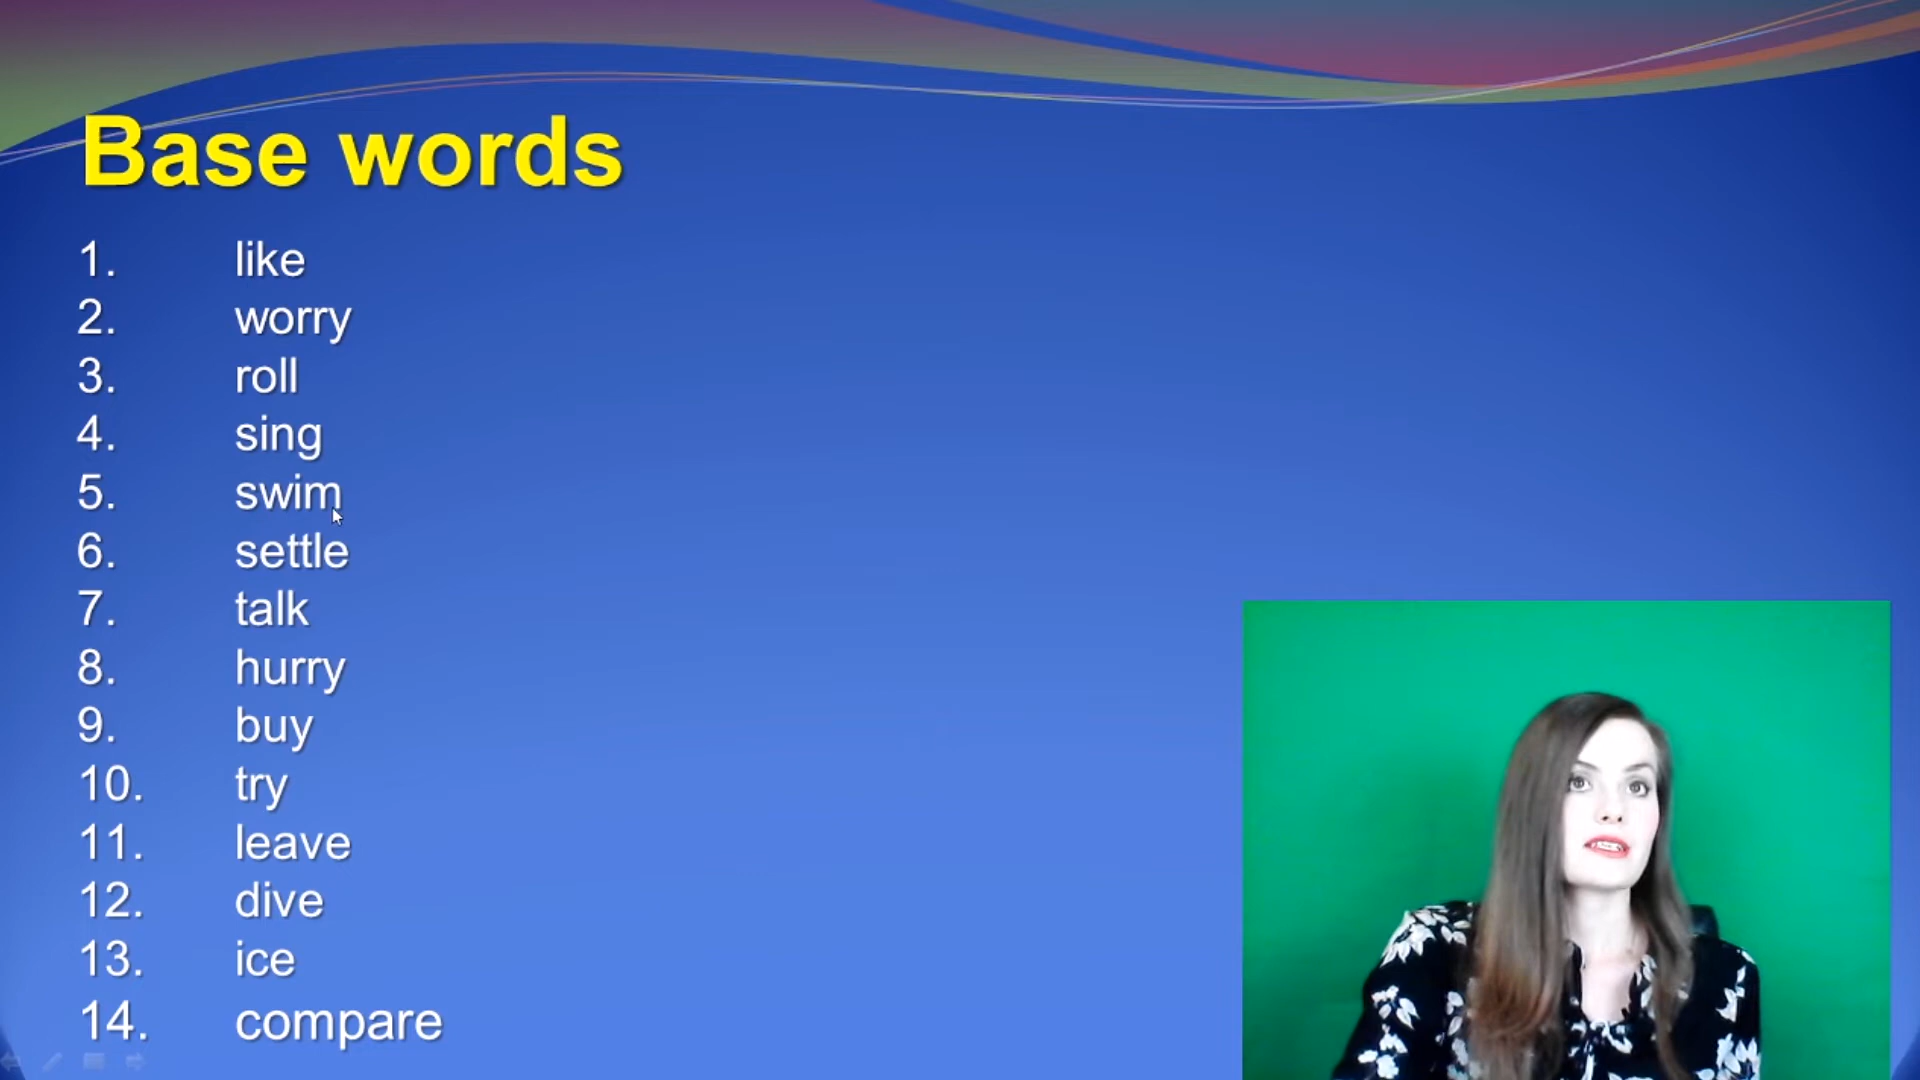 Base words
1. like
2. worry
3. roll
4. sing
5. swim
6. settle
7. talk
8. hurry
9. buy
10. try
11. leave
12. dive
13. ice
14. compare